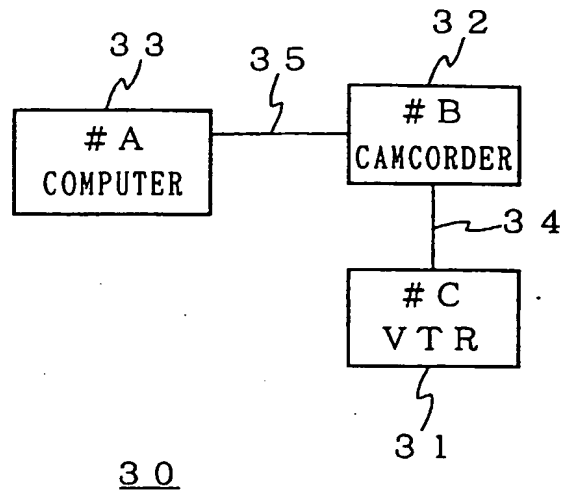 33
35
32
# A
COMPUTER
# B
CAMCORDER
34
# C
VTR
31
30